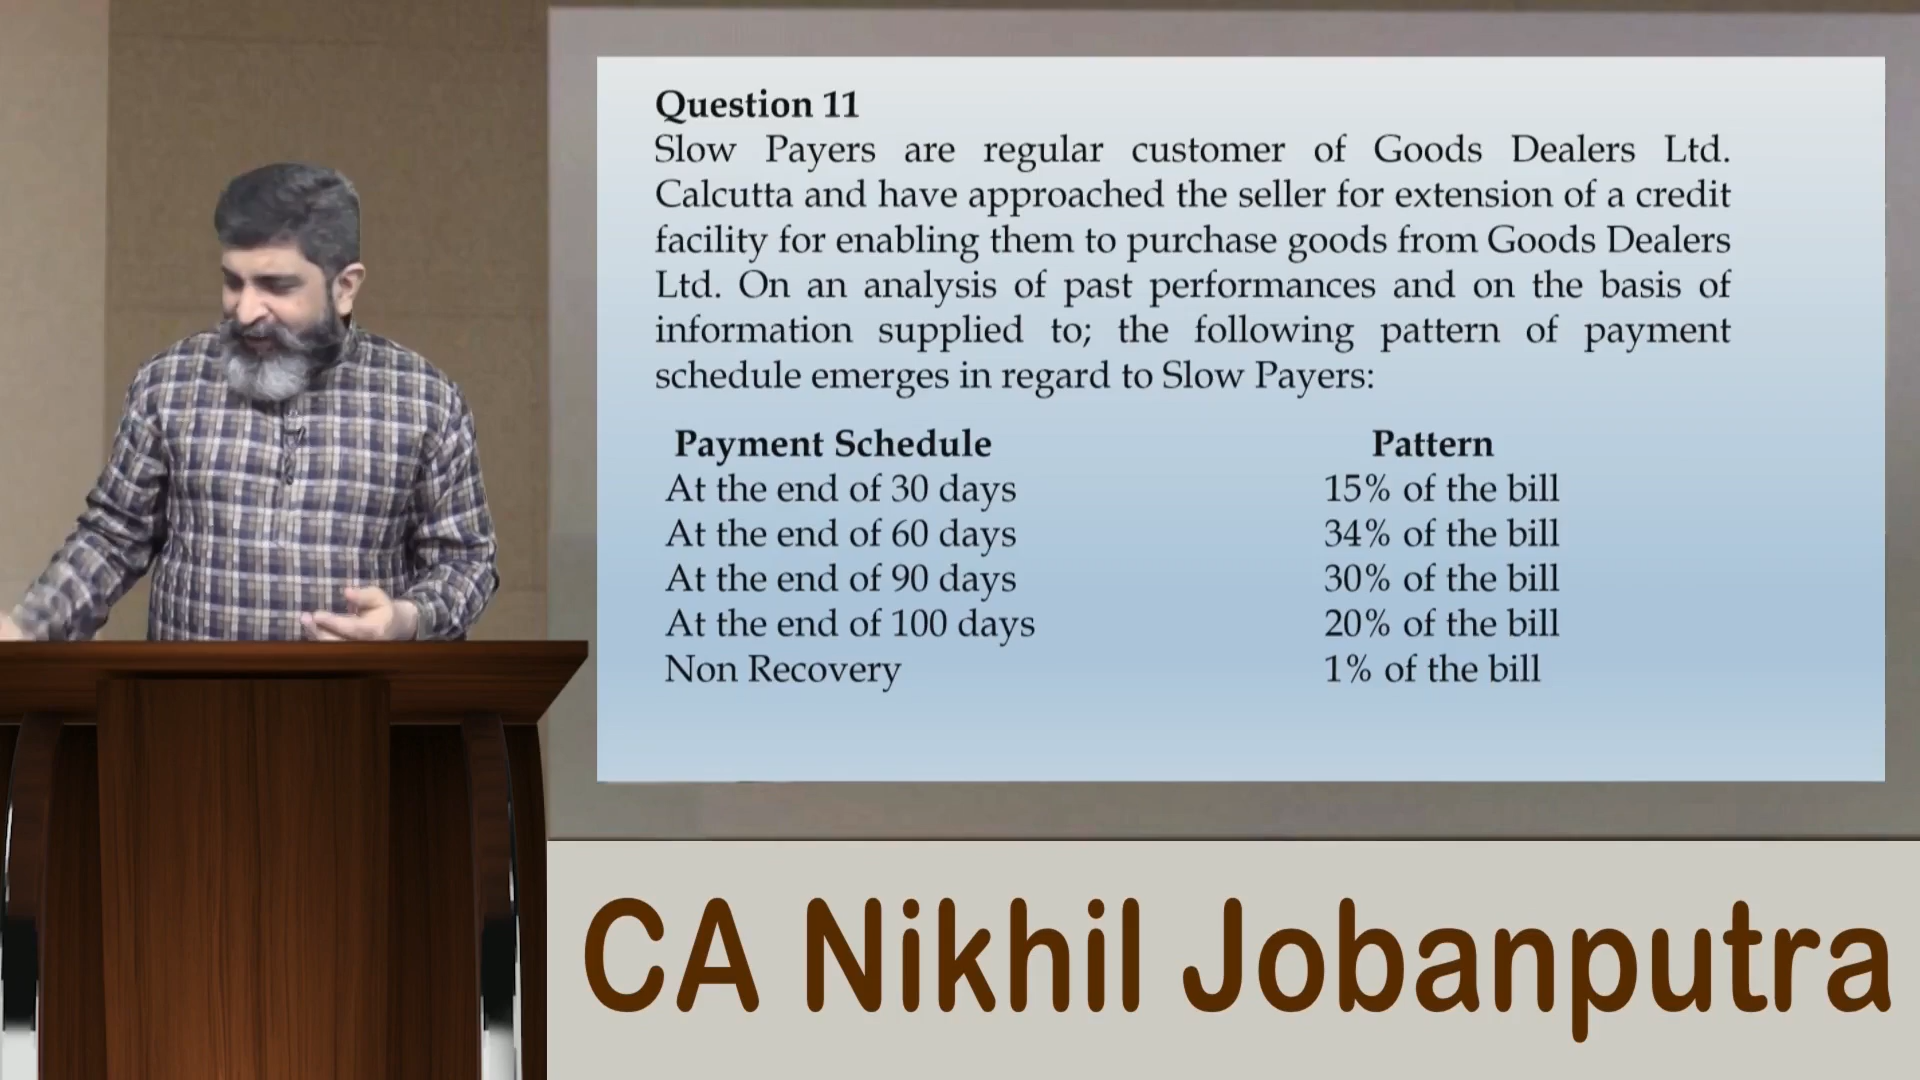 Question 11
Slow Payers are regular customer of Goods Dealers Ltd.
Calcutta and have approached the seller for extension of a credit
facility for enabling them to purchase goods from Goods Dealers
Ltd. On an analysis of past performances and on the basis of
information supplied to; the following pattern of payment
schedule emerges in regard to Slow Payers:
Payment Schedule Pattern
At the end of 30 days 15% of the bill
At the end of 60 days 34% of the bill
At the end of 90 days 30% of the bill
At the end of 100 days 20% of the bill
Non Recovery 1% of the bill
CA Nikhil Jobanputra